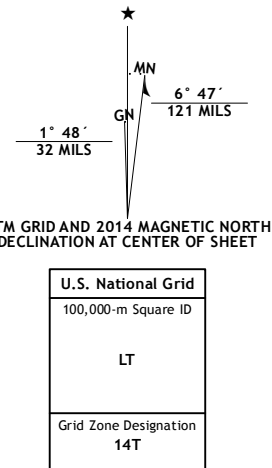 MN
GN
6° 47´
121 MILS
1° 48´
32 MILS
TM GRID AND 2014 MAGNETIC NORTH
DECLINATION AT CENTER OF SHEET
U.S. National Grid
100,000-m Square ID
LT
Grid Zone Designation
14T